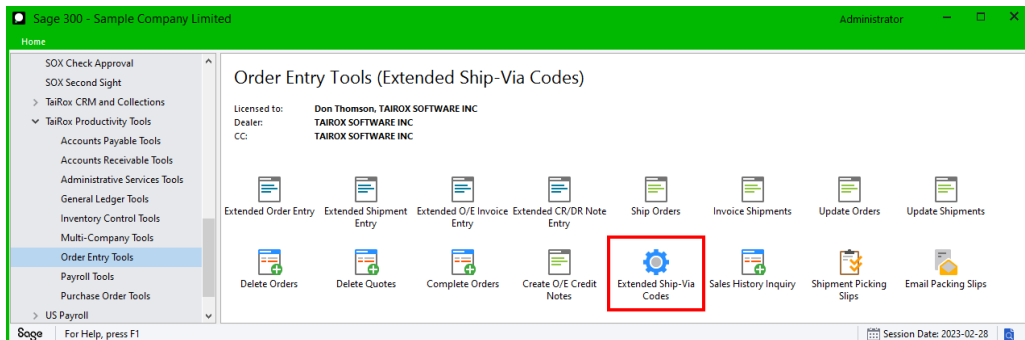 Sage 300 - Sample Company Limited
Administrator
Home
SOX Check Approval
SOX Second Sight
TaiRox CRM and Collections
TaiRox Productivity Tools
Accounts Payable Tools
Accounts Receivable Tools
Administrative Services Tools
General Ledger Tools
Inventory Control Tools
Multi-Company Tools
Order Entry Tools
Payroll Tools
Purchase Order Tools
US Payroll
Order Entry Tools (Extended Ship-Via Codes)
Licensed to: Don Thomson, TAIROX SOFTWARE INC
Dealer: TAIROX SOFTWARE INC
CC: TAIROX SOFTWARE INC
Extended Order Entry
Extended Shipment
Entry
Extended O/E Invoice
Entry
Extended CR/DR Note
Entry
Ship Orders
Invoice Shipments
Update Orders
Update Shipments
Delete Orders
Delete Quotes
Complete Orders
Create O/E Credit
Notes
Extended Ship-Via
Codes
Sales History Inquiry
Shipment Picking
Slips
Email Packing Slips
Sage
For Help, press F1
Session Date: 2023-02-28